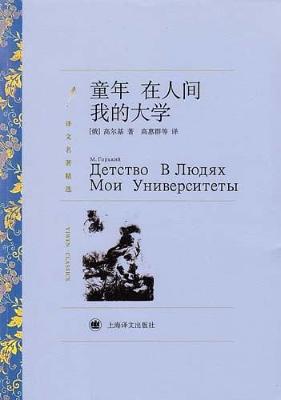 童年 在人间
我的大学
[俄] 高尔基 著 高惠群等 译
М. Горький
Детство В Людях
Мои Университеты
译文名著精选
YIWEN CLASSICS
上海译文出版社